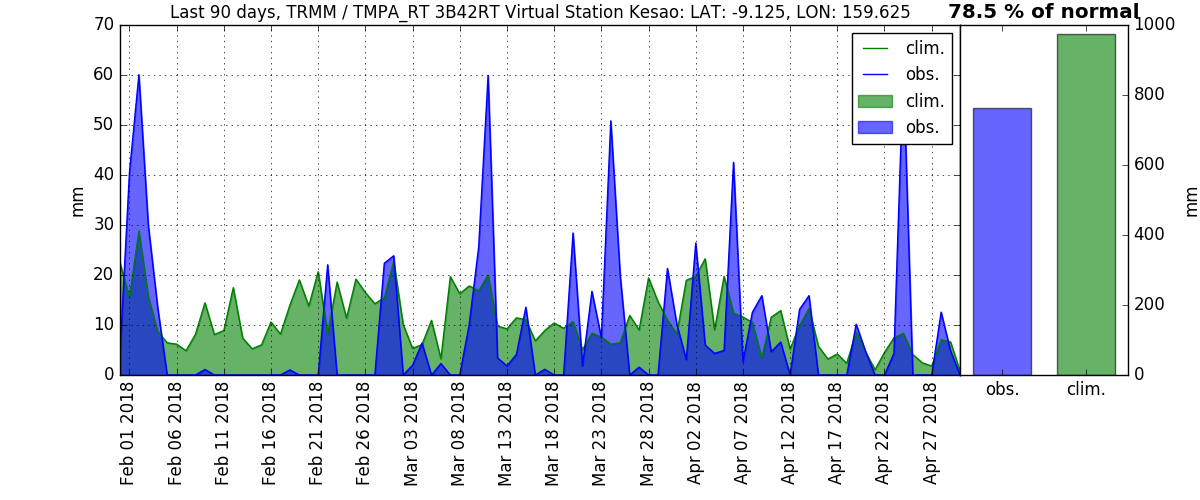 Last 90 days, TRMM / TMPA_RT 3B42RT Virtual Station Kesao: LAT: -9.125, LON: 159.625
78.5 % of normal
70
60
50
40
30
20
10
0
mm
clim.
obs.
clim.
obs.
1000
800
600
400
200
0
mm
obs.
clim.
Feb 01 2018
Feb 06 2018
Feb 11 2018
Feb 16 2018
Feb 21 2018
Feb 26 2018
Mar 03 2018
Mar 08 2018
Mar 13 2018
Mar 18 2018
Mar 23 2018
Mar 28 2018
Apr 02 2018
Apr 07 2018
Apr 12 2018
Apr 17 2018
Apr 22 2018
Apr 27 2018